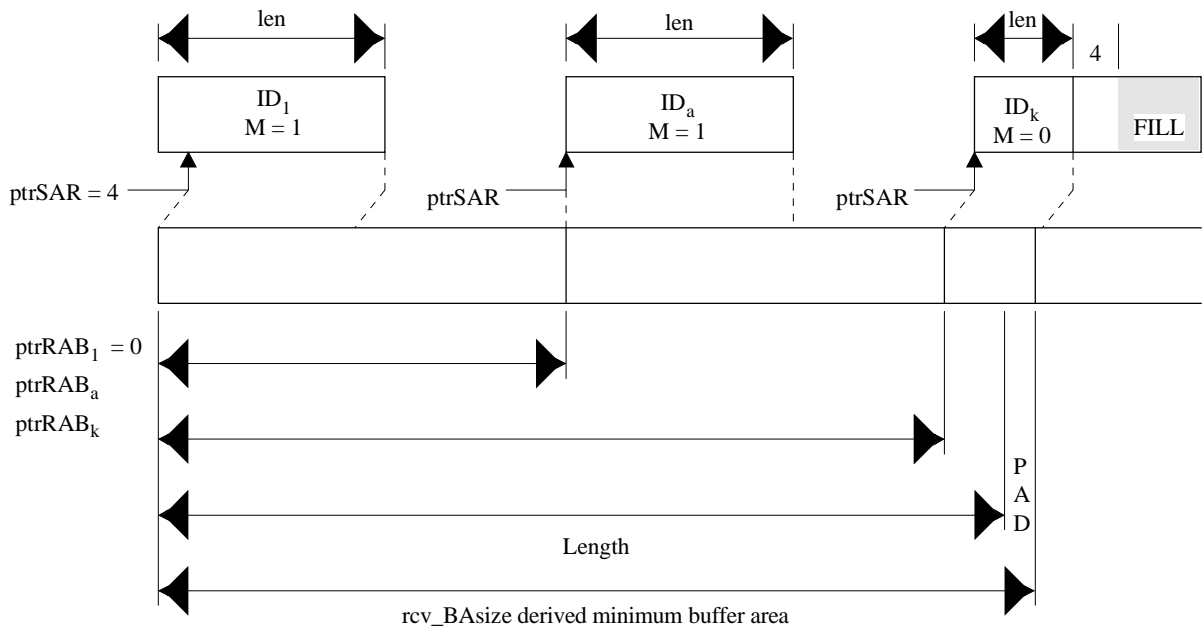 len len len
4
ID1 IDa IDk
M = 1 M = 1 M = 0 FILL
ptrSAR = 4 ptrSAR ptrSAR
ptrRAB1 = 0
ptrRABa
ptrRABk
PAD
Length
rcv_BAsize derived minimum buffer area